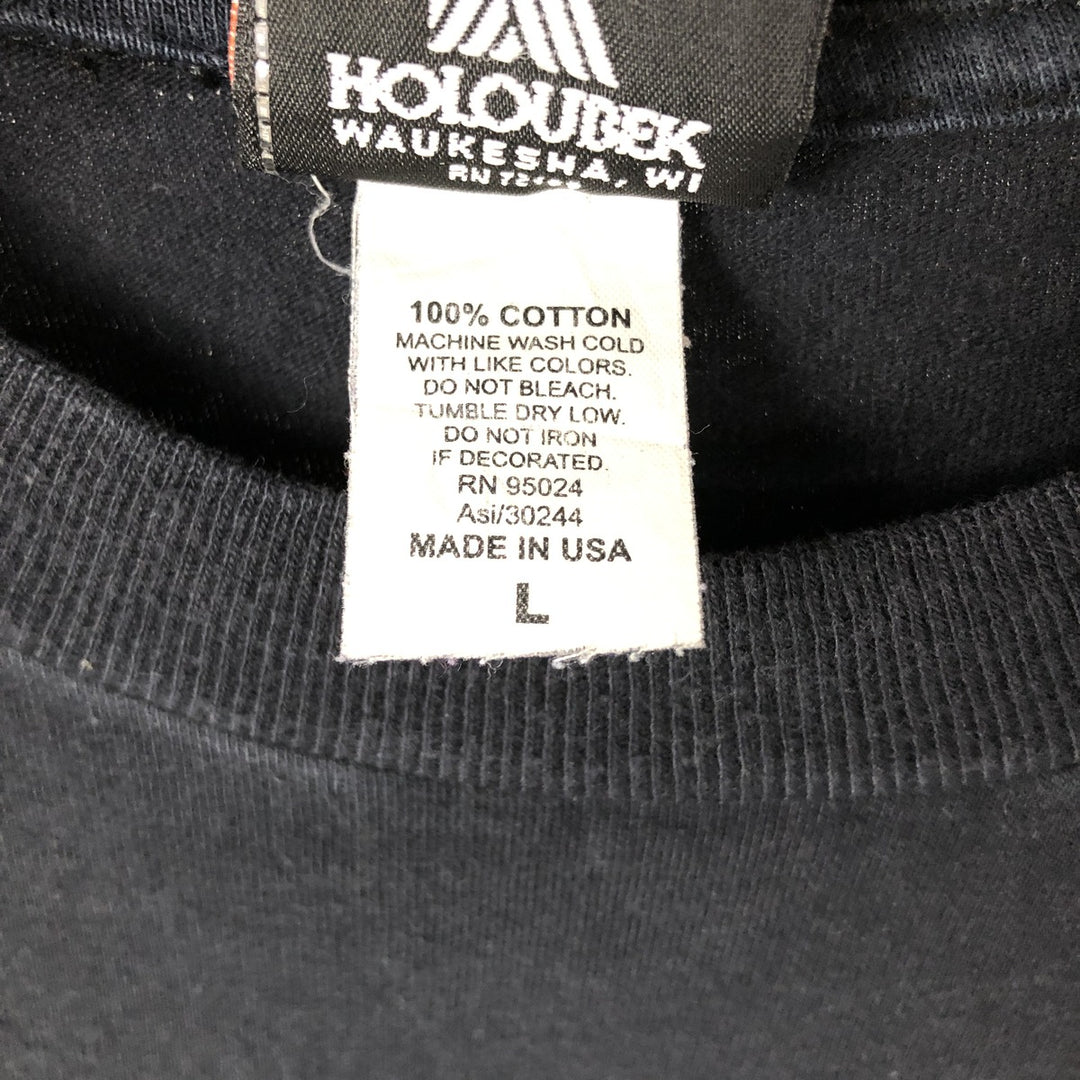 HOLOUBEK
WAUKESHA, WI
RN
100% COTTON
MACHINE WASH COLD
WITH LIKE COLORS.
DO NOT BLEACH.
TUMBLE DRY LOW.
DO NOT IRON
IF DECORATED.
RN 95024
Asi/30244
MADE IN USA
L